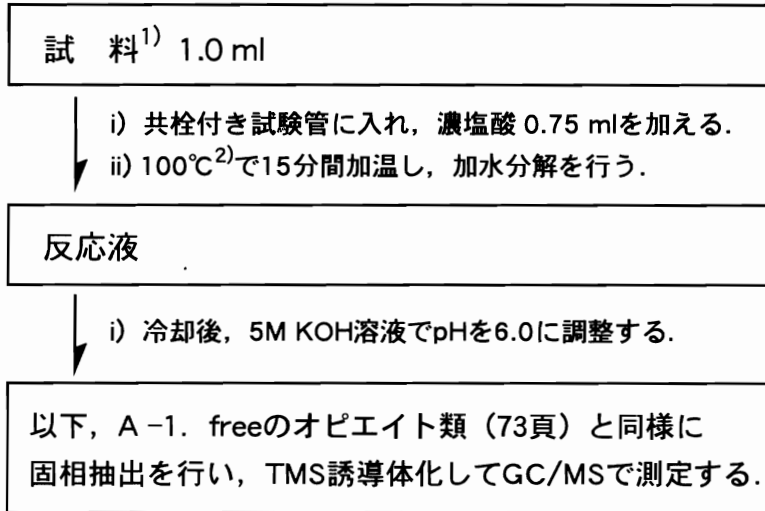 試　料1) 1.0 ml
i) 共栓付き試験管に入れ，濃塩酸 0.75 mlを加える．
ii) 100℃2)で15分間加温し，加水分解を行う．
反応液
i) 冷却後，5M KOH溶液でpHを6.0に調整する．
以下，A −1．freeのオピエイト類（73頁）と同様に
固相抽出を行い，TMS誘導体化してGC/MSで測定する．